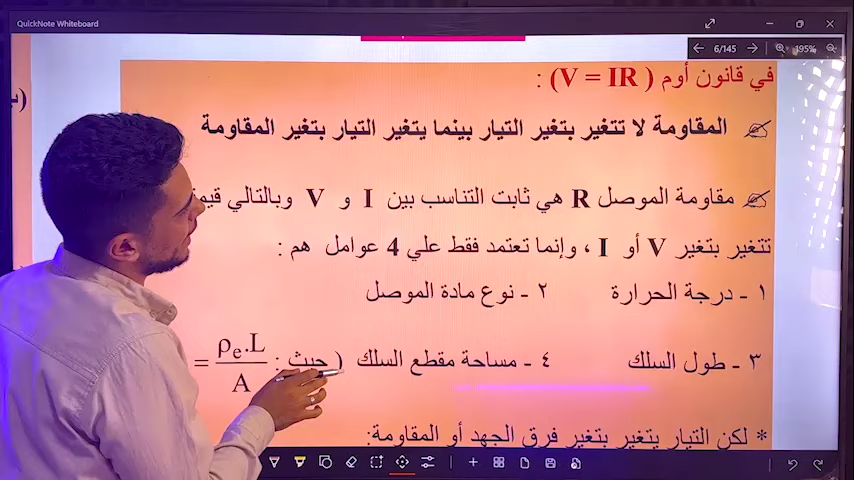 QuickNote Whiteboard
6/145
195%
في قانون أوم ( V = IR) :
المقاومة لا تتغير بتغير التيار بينما يتغير التيار بتغير المقاومة
مقاومة الموصل R هي ثابت التناسب بين I و V وبالتالي
تتغير بتغير V أو I ، وإنما تعتمد فقط علي 4 عوامل هم :
١ - درجة الحرارة ٢ - نوع مادة الموصل
٣ - طول السلك ٤ - مساحة مقطع السلك ( حيث : ρe.L / A =
* لكن التيار يتغير بتغير فرق الجهد أو المقاومة: